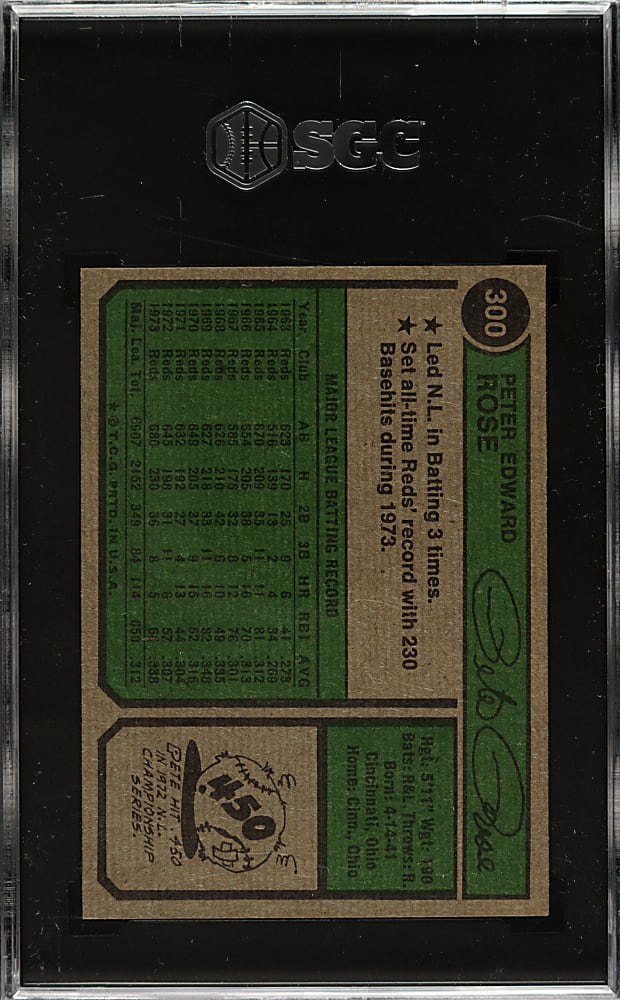 SGC
300
PETER EDWARD
ROSE
Pete Rose
★ Led N.L. in Batting 3 times.
★ Set all-time Reds' record with 230
Basehits during 1973.
Hgt: 5'11" Wgt: 190
Bats: R&L Throws: R.
Born: 4-14-41
Cincinnati, Ohio
Home: Cinn., Ohio
MAJOR LEAGUE BATTING RECORD
Year Club AB H 2B 3B HR RBI AVG
1963 Reds 623 170 25 9 6 41 .273
1964 Reds 516 139 13 2 4 34 .269
1965 Reds 670 209 35 11 11 81 .312
1966 Reds 654 205 38 5 16 70 .313
1967 Reds 585 176 32 8 12 76 .301
1968 Reds 626 210 42 6 10 49 .335
1969 Reds 627 218 33 11 16 82 .348
1970 Reds 649 205 37 9 15 52 .316
1971 Reds 632 192 27 4 13 44 .304
1972 Reds 645 198 31 11 6 57 .307
1973 Reds 680 230 36 8 5 64 .338
Maj. Lea. Tot. 6907 2152 349 84 114 650 .312
* © T.C.G. PRTD. IN U.S.A.
.450
PETE HIT .450
IN 1972 N.L.
CHAMPIONSHIP
SERIES.